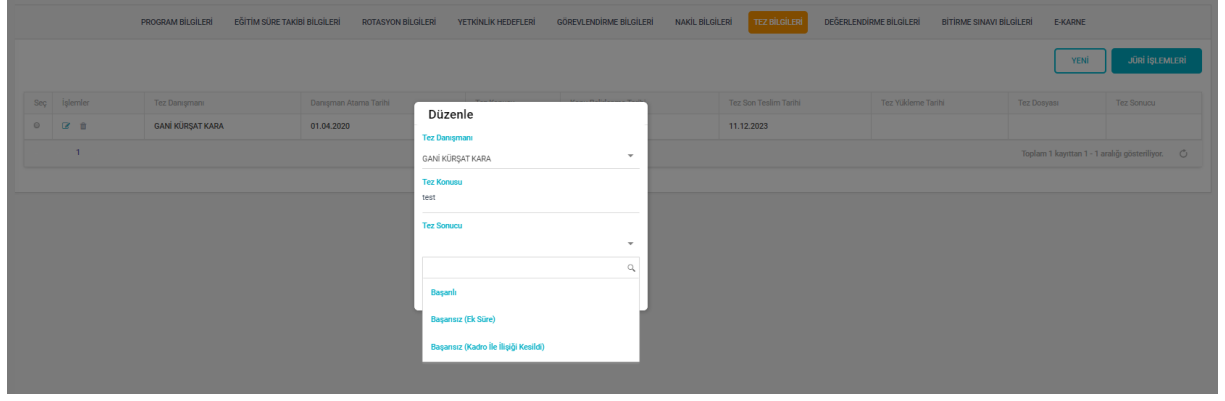 PROGRAM BİLGİLERİ EĞİTİM SÜRE TAKİBİ BİLGİLERİ ROTASYON BİLGİLERİ YETKİNLİK HEDEFLERİ GÖREVLENDİRME BİLGİLERİ NAKİL BİLGİLERİ TEZ BİLGİLERİ DEĞERLENDİRME BİLGİLERİ BİTİRME SINAVI BİLGİLERİ E-KARNE
YENİ JÜRİ İŞLEMLERİ
Seç İşlemler Tez Danışmanı Danışman Atama Tarihi Tez Son Teslim Tarihi Tez Yükleme Tarihi Tez Dosyası Tez Sonucu
GANİ KÜRŞAT KARA 01.04.2020 11.12.2023
1 Toplam 1 kayıttan 1 - 1 aralığı gösteriliyor.
Düzenle
Tez Danışmanı
GANİ KÜRŞAT KARA
Tez Konusu
test
Tez Sonucu
Başarılı
Başarısız (Ek Süre)
Başarısız (Kadro İle İlişiği Kesildi)